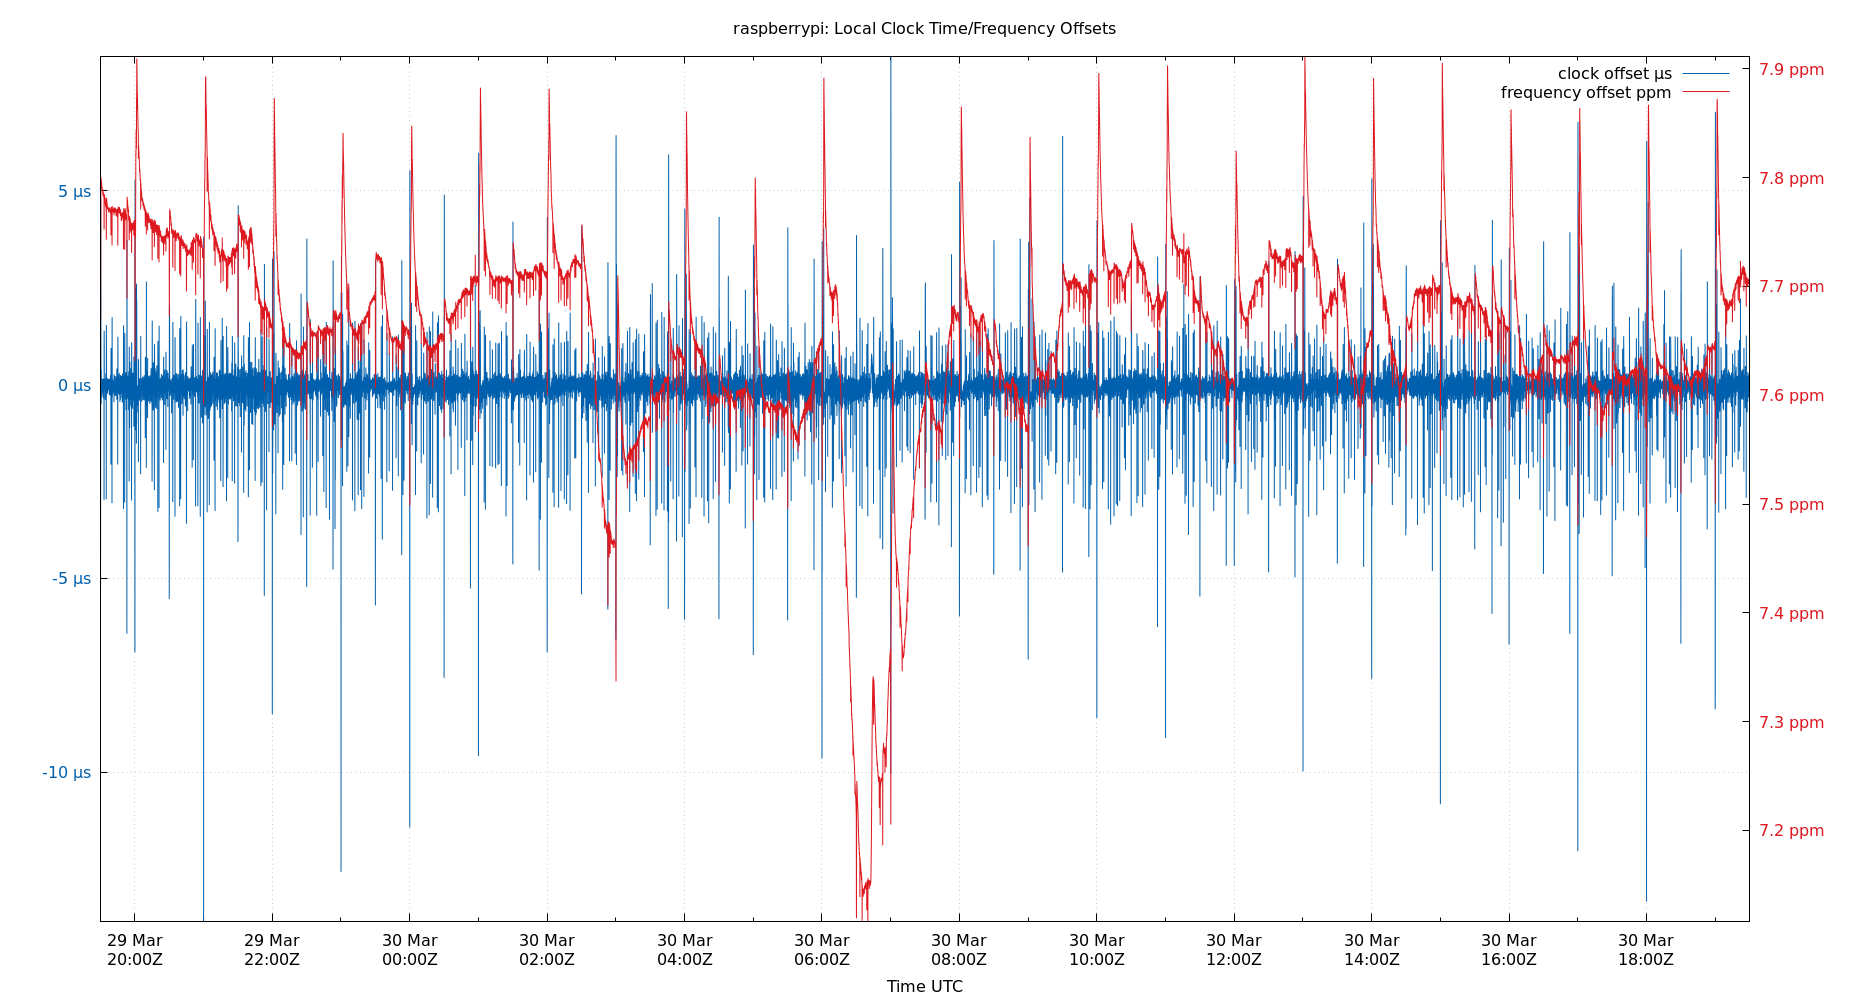 raspberrypi: Local Clock Time/Frequency Offsets
clock offset µs
frequency offset ppm
5 µs
0 µs
-5 µs
-10 µs
7.9 ppm
7.8 ppm
7.7 ppm
7.6 ppm
7.5 ppm
7.4 ppm
7.3 ppm
7.2 ppm
29 Mar 29 Mar 30 Mar 30 Mar 30 Mar 30 Mar 30 Mar 30 Mar 30 Mar 30 Mar 30 Mar 30 Mar
20:00Z 22:00Z 00:00Z 02:00Z 04:00Z 06:00Z 08:00Z 10:00Z 12:00Z 14:00Z 16:00Z 18:00Z
Time UTC